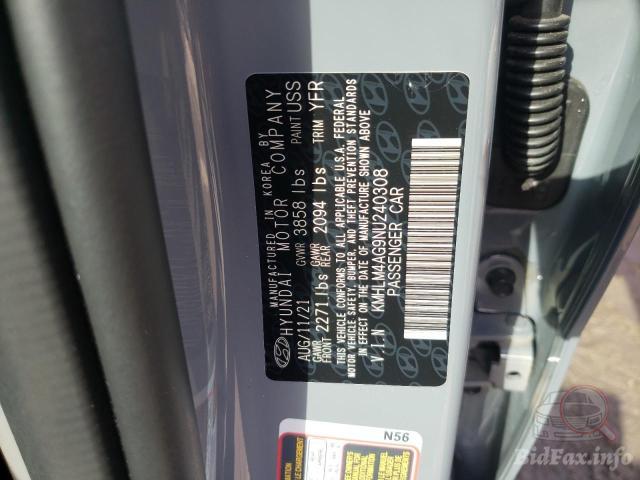 MANUFACTURED IN KOREA BY
HYUNDAI MOTOR COMPANY
AUG/11/21 GVWR 3858 lbs PAINT USS
GAWR FRONT 2271 lbs GAWR REAR 2094 lbs TRIM YFR
THIS VEHICLE CONFORMS TO ALL APPLICABLE U.S.A. FEDERAL
MOTOR VEHICLE SAFETY, BUMPER, AND THEFT PREVENTION STANDARDS
IN EFFECT ON THE DATE OF MANUFACTURE SHOWN ABOVE
V.I.N KMHLM4AG9NU240308
PASSENGER CAR
N56
BidFax.info